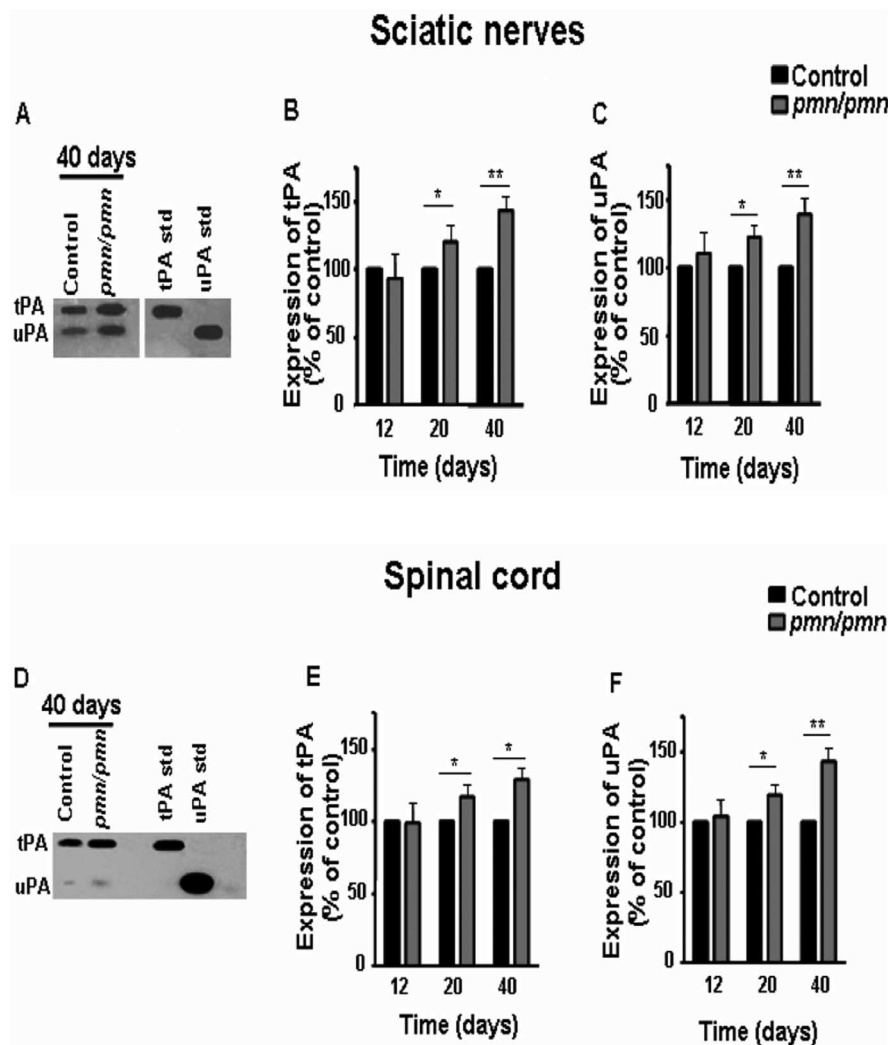 Sciatic nerves
Control
pmn/pmn
A
40 days
Control
pmn/pmn
tPA std
uPA std
tPA
uPA
B
Expression of tPA
(% of control)
150
100
50
0
*
**
12 20 40
Time (days)
C
Expression of uPA
(% of control)
150
100
50
0
*
**
12 20 40
Time (days)
Spinal cord
Control
pmn/pmn
D
40 days
Control
pmn/pmn
tPA std
uPA std
tPA
uPA
E
Expression of tPA
(% of control)
150
100
50
0
*
*
12 20 40
Time (days)
F
Expression of uPA
(% of control)
150
100
50
0
*
**
12 20 40
Time (days)